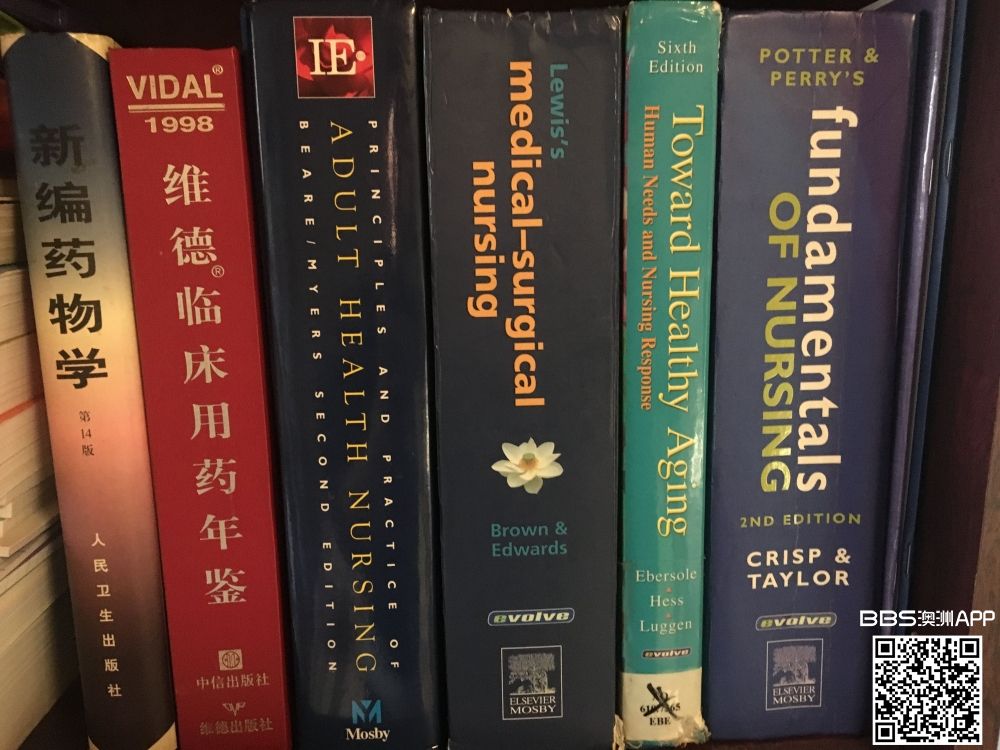 新编药物学
第14版
人民卫生出版社
VIDAL®
1998
维德®临床用药年鉴
中信出版社
维德出版社
IE
PRINCIPLES AND PRACTICE OF
ADULT HEALTH NURSING
BEARE/MYERS SECOND EDITION
Mosby
Lewis's
medical-surgical
nursing
Brown &
Edwards
evolve
ELSEVIER
MOSBY
Sixth
Edition
Toward Healthy Aging
Human Needs and Nursing Response
Ebersole
Hess
Luggen
evolve
EBE
POTTER &
PERRY'S
fundamentals
OF NURSING
2ND EDITION
CRISP &
TAYLOR
evolve
ELSEVIER
MOSBY
BBS澳洲APP